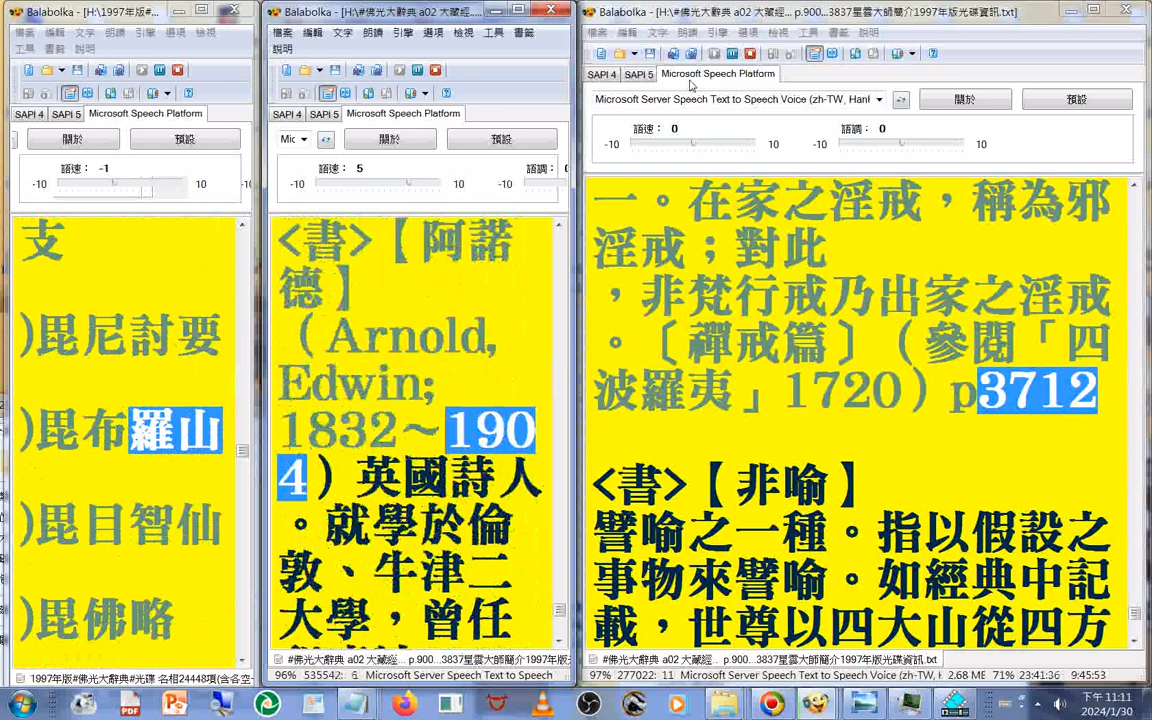 Balabolka - [H:\1997年版#...
檔案 編輯 文字 朗讀 引擎 選項 檢視
工具 書籤 說明
SAPI 4 SAPI 5 Microsoft Speech Platform
關於 預設
語速： -1
-10 10 -10
支
)毘尼討要
)毘布羅山
)毘目智仙
)毘佛略
1997年版#佛光大辭典#光碟 名相24448項(含各空
Balabolka - [H:\#佛光大辭典 a02 大藏經...
檔案 編輯 文字 朗讀 引擎 選項 檢視 工具 書籤
說明
SAPI 4 SAPI 5 Microsoft Speech Platform
Mic 關於 預設
語速： 5 語調： 0
-10 10 -10
<書>【阿諾
德】
（Arnold,
Edwin;
1832～190
4）英國詩人
。就學於倫
敦、牛津二
大學，曾任
#佛光大辭典 a02 大藏經... p.900...3837星雲大師簡介1997年版光
96% 535542: 6 Microsoft Server Speech Text to Speech
Balabolka - [H:\#佛光大辭典 a02 大藏經... p.900...3837星雲大師簡介1997年版光碟資訊.txt]
檔案 編輯 文字 朗讀 引擎 選項 檢視 工具 書籤 說明
SAPI 4 SAPI 5 Microsoft Speech Platform
Microsoft Server Speech Text to Speech Voice (zh-TW, HanH 關於 預設
語速： 0 語調： 0
-10 10 -10 10
一。在家之淫戒，稱為邪
淫戒；對此
，非梵行戒乃出家之淫戒
。〔禪戒篇〕（參閱「四
波羅夷」1720）p3712
<書>【非喻】
譬喻之一種。指以假設之
事物來譬喻。如經典中記
載，世尊以四大山從四方
#佛光大辭典 a02 大藏經... p.900...3837星雲大師簡介1997年版光碟資訊.txt
97% 277022: 11 Microsoft Server Speech Text to Speech Voice (zh-TW, HanH 2.68 MB 71% 23:41:36 9:45:53
下午 11:11
2024/1/30